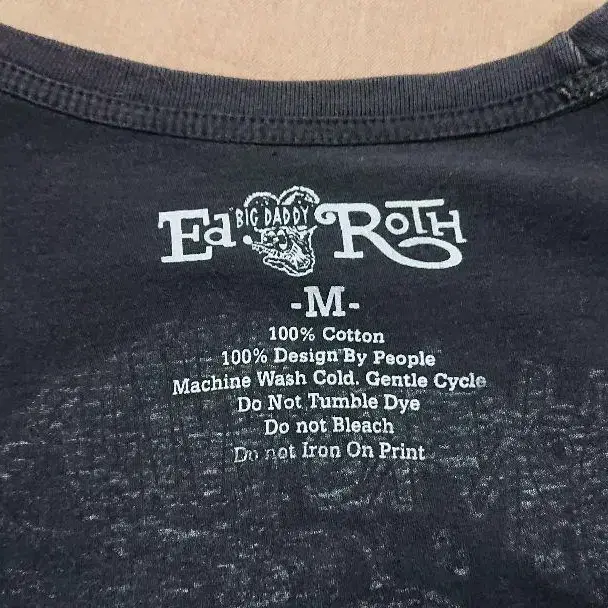 Ed "BIG DADDY" ROTH
-M-
100% Cotton
100% Design By People
Machine Wash Cold. Gentle Cycle
Do Not Tumble Dye
Do not Bleach
Do not Iron On Print